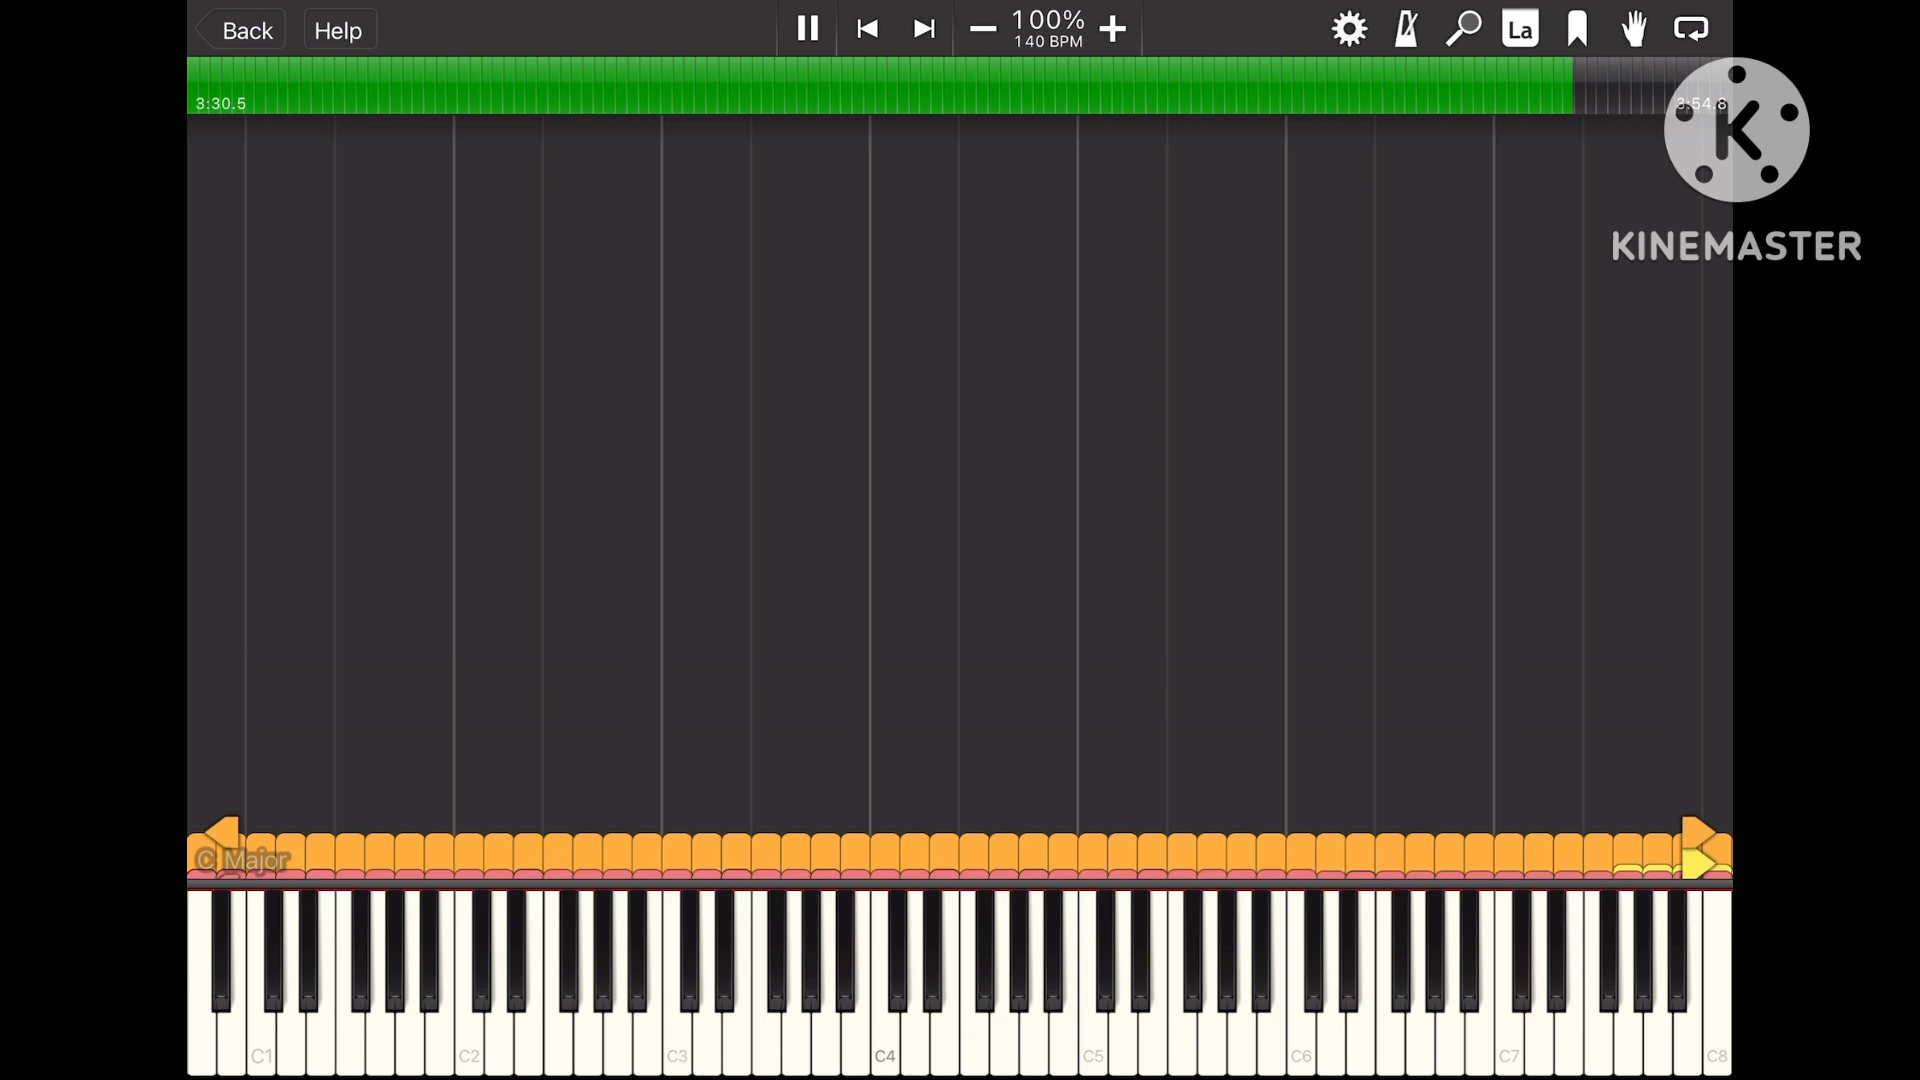 Back
Help
100%
140 BPM
La
3:30.5
3:54.8
K
KINEMASTER
C Major
C1
C2
C3
C4
C5
C6
C7
C8